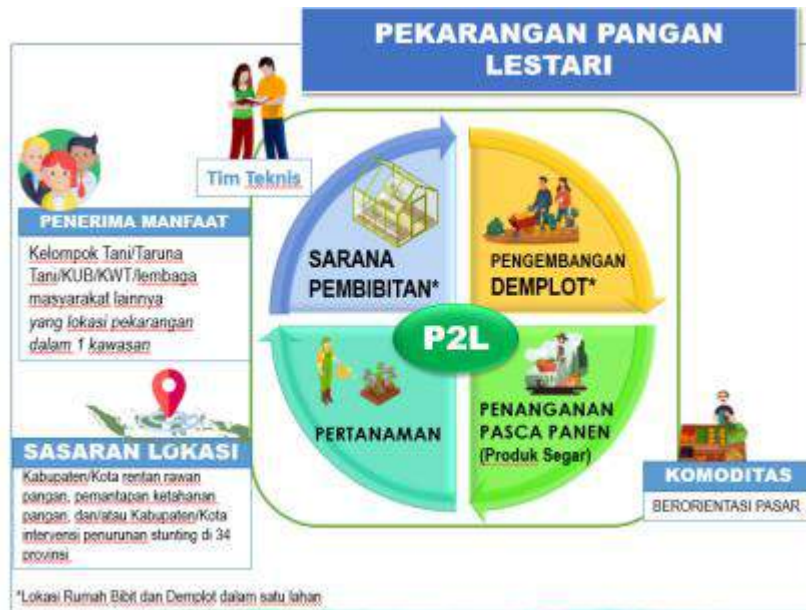 PEKARANGAN PANGAN
LESTARI
Tim Teknis
PENERIMA MANFAAT
Kelompok Tani/Taruna
Tani/KUB/KWT/lembaga
masyarakat lainnya
yang lokasi pekarangan
dalam 1 kawasan
SASARAN LOKASI
Kabupaten/Kota rentan rawan
pangan, pemantapan ketahanan
pangan, dan/atau Kabupaten/Kota
intervensi penurunan stunting di 34
provinsi
SARANA
PEMBIBITAN*
PENGEMBANGAN
DEMPLOT*
P2L
PERTANAMAN
PENANGANAN
PASCA PANEN
(Produk Segar)
KOMODITAS
BERORIENTASI PASAR
*Lokasi Rumah Bibit dan Demplot dalam satu lahan